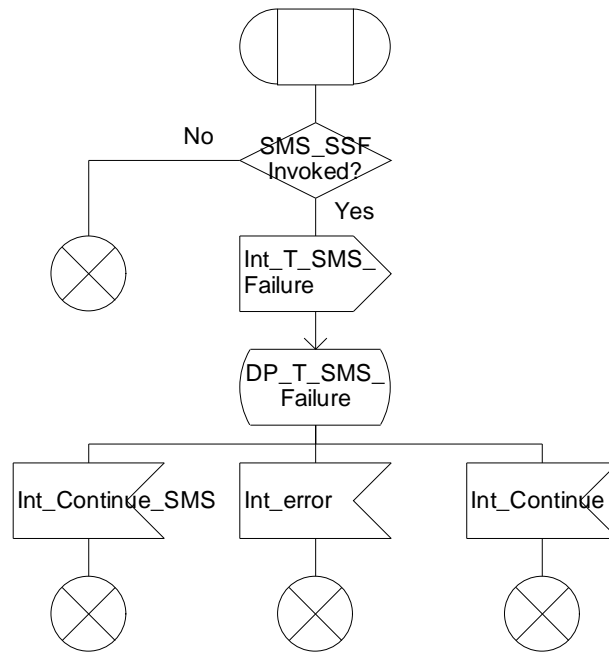 No
SMS_SSF
Invoked?
Yes
Int_T_SMS_
Failure
DP_T_SMS_
Failure
Int_Continue_SMS
Int_error
Int_Continue